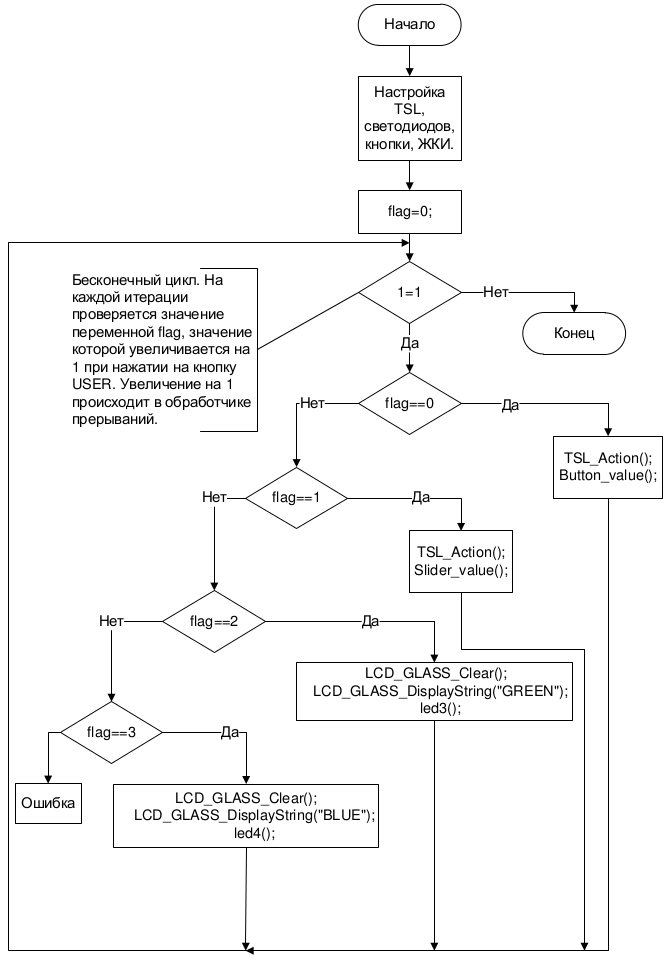 Начало
Настройка
TSL,
светодиодов,
кнопки, ЖКИ.
flag=0;
Бесконечный цикл. На
каждой итерации
проверяется значение
переменной flag, значение
которой увеличивается на
1 при нажатии на кнопку
USER. Увеличение на 1
происходит в обработчике
прерываний.
1=1
Нет
Конец
Да
flag==0
Нет
Да
TSL_Action();
Button_value();
flag==1
Нет
Да
TSL_Action();
Slider_value();
flag==2
Нет
Да
LCD_GLASS_Clear();
LCD_GLASS_DisplayString("GREEN");
led3();
flag==3
Да
Ошибка
LCD_GLASS_Clear();
LCD_GLASS_DisplayString("BLUE");
led4();